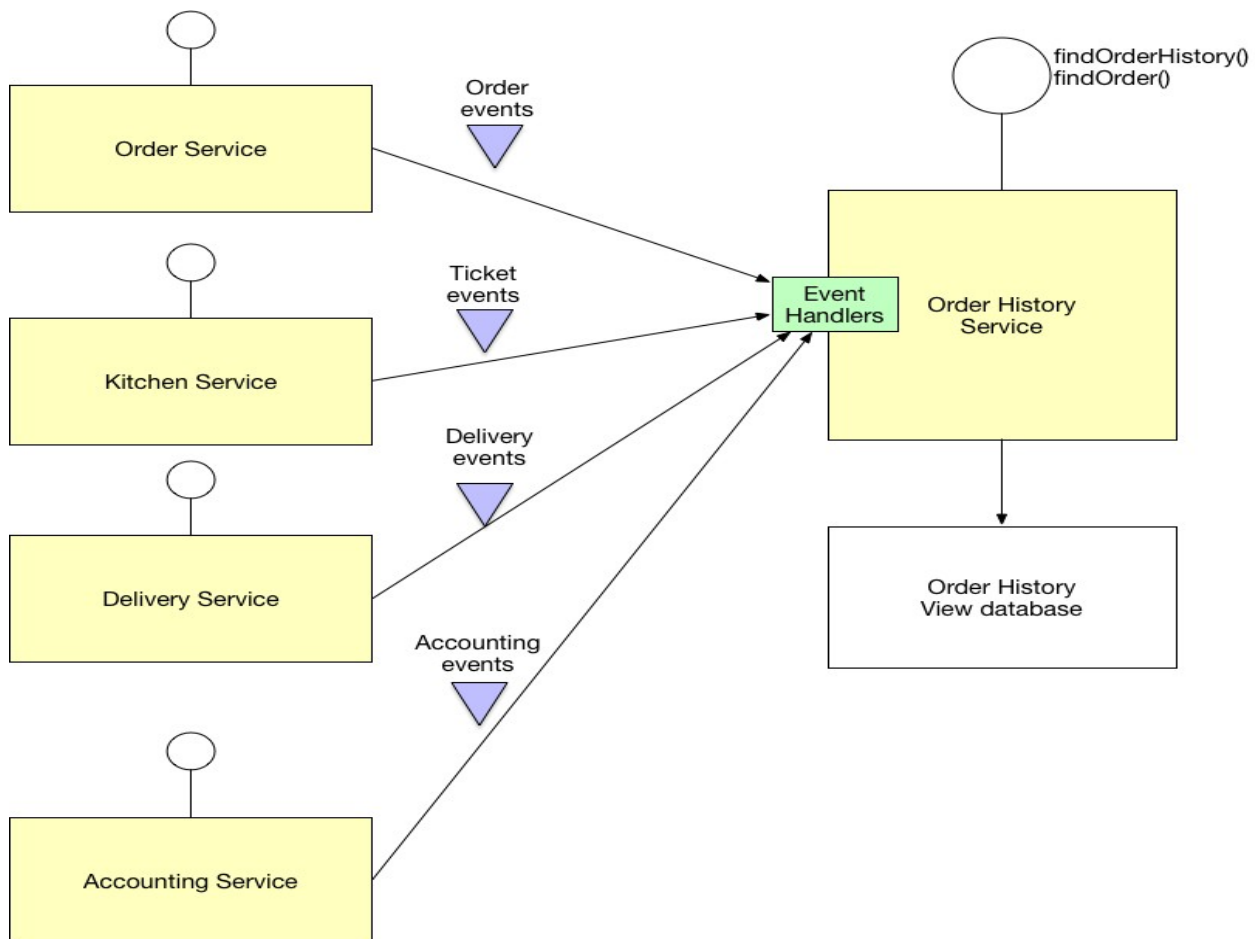 Order
events
findOrderHistory()
findOrder()
Order Service
Ticket
events
Event
Handlers
Order History
Service
Kitchen Service
Delivery
events
Delivery Service
Order History
View database
Accounting
events
Accounting Service